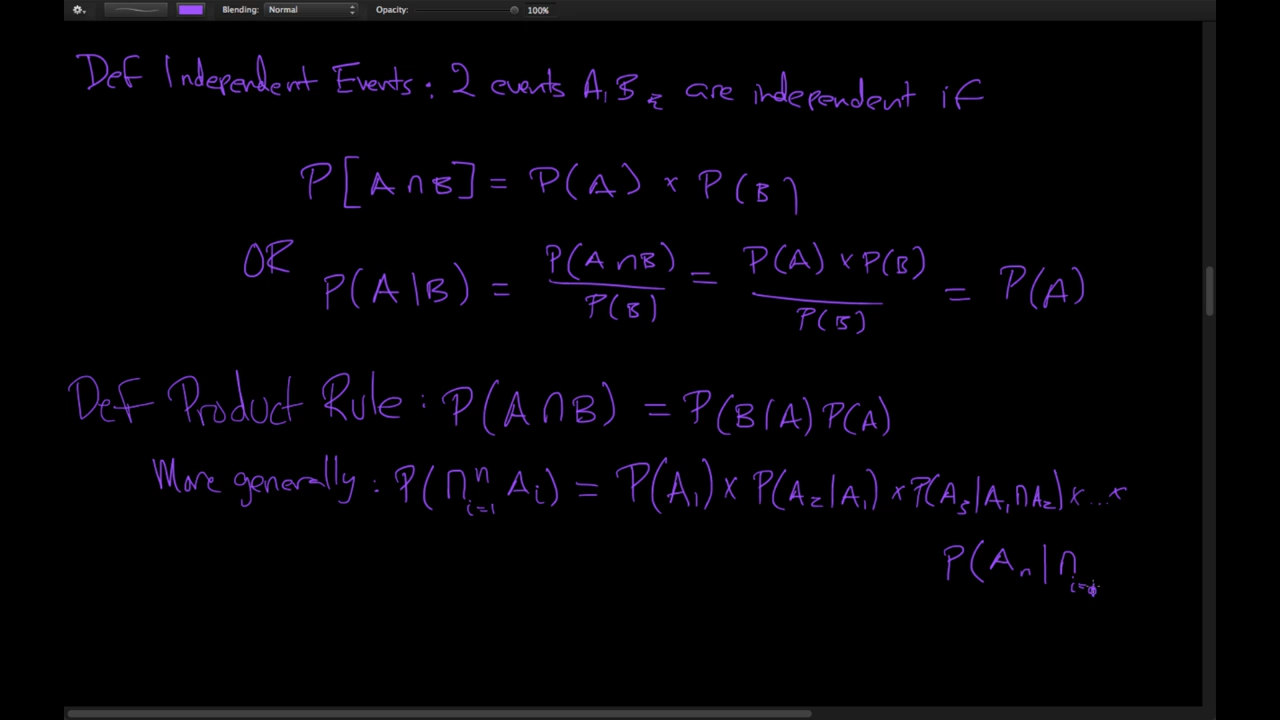 Blending: Normal Opacity: 100%
Def Independent Events: 2 events A, B are independent if
P[A∩B] = P(A) × P(B)
OR P(A|B) = P(A∩B)/P(B) = P(A) × P(B)/P(B) = P(A)
Def Product Rule: P(A∩B) = P(B|A)P(A)
More generally: P(∩ⁿᵢ₌₁ Aᵢ) = P(A₁) × P(A₂|A₁) × P(A₃|A₁∩A₂) × ... ×
P(Aₙ|∩ᵢ₌